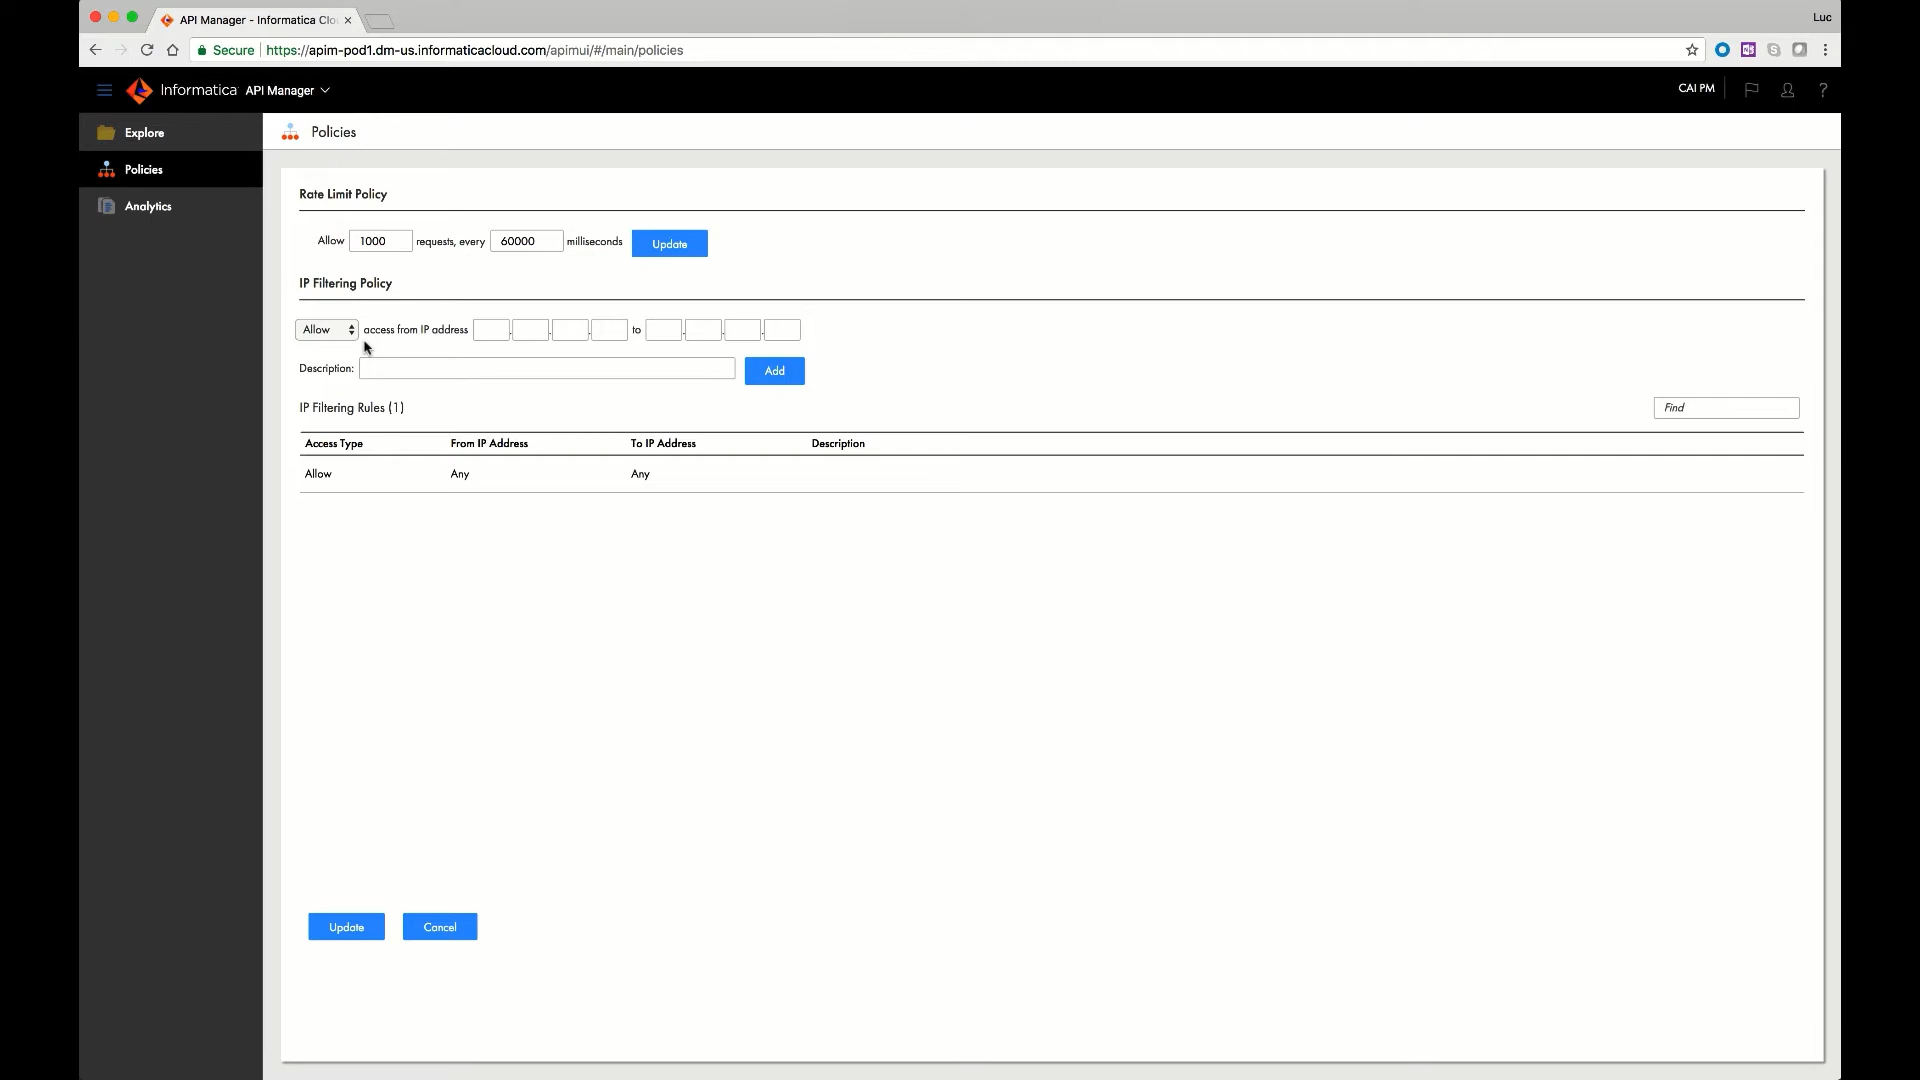 API Manager - Informatica Clo
Luc
Secure
https://apim-pod1.dm-us.informaticacloud.com/apimui/#/main/policies
Informatica API Manager
CAI PM
?
Explore
Policies
Policies
Analytics
Rate Limit Policy
Allow 1000 requests, every 60000 milliseconds Update
IP Filtering Policy
Allow access from IP address . . . to . . .
Description: Add
IP Filtering Rules (1)
Find
Access Type From IP Address To IP Address Description
Allow Any Any
Update Cancel